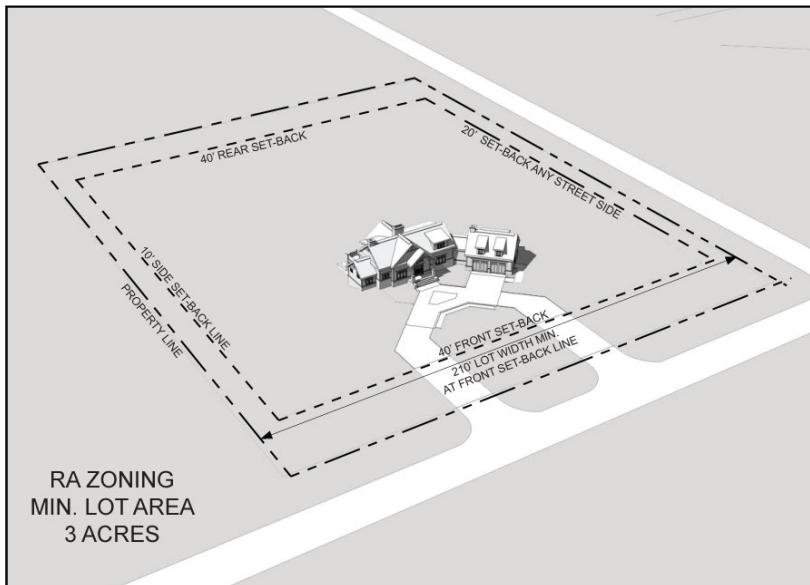 40' REAR SET-BACK
20' SET-BACK ANY STREET SIDE
10' SIDE SET-BACK LINE
PROPERTY LINE
40' FRONT SET-BACK
210' LOT WIDTH MIN.
AT FRONT SET-BACK LINE
RA ZONING
MIN. LOT AREA
3 ACRES